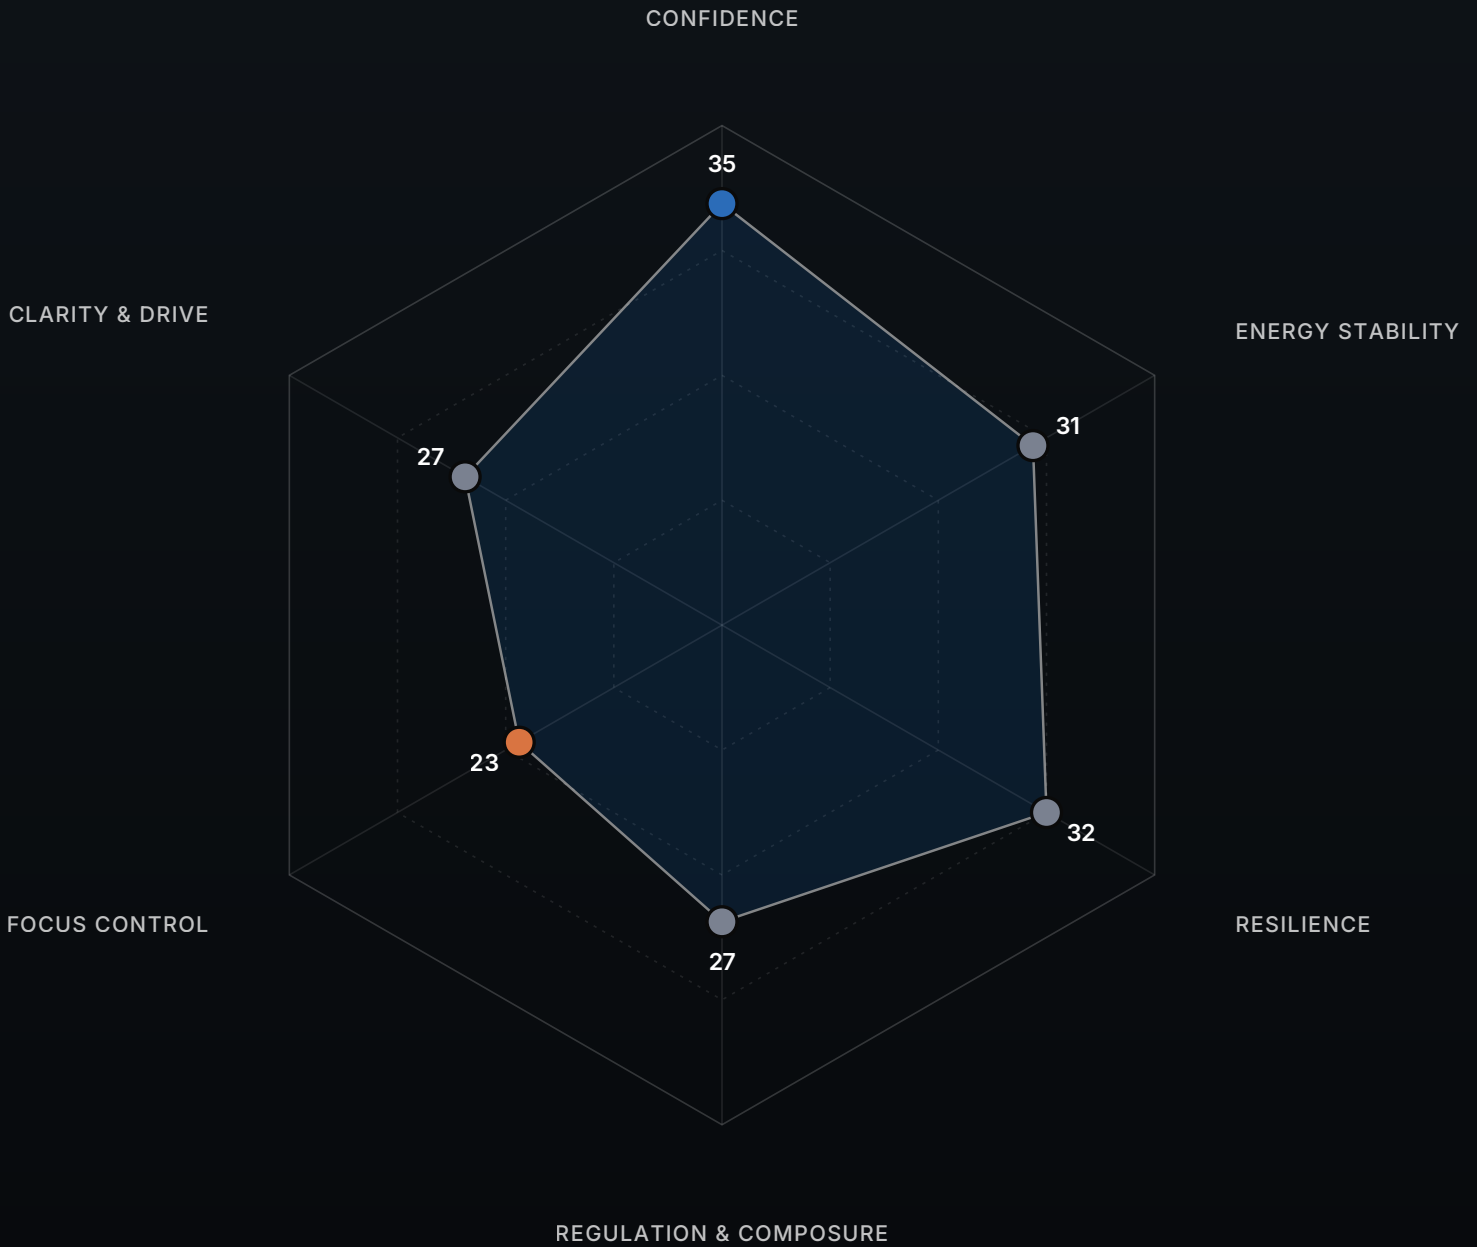 CONFIDENCE
35
CLARITY & DRIVE
ENERGY STABILITY
31
27
23
32
FOCUS CONTROL
RESILIENCE
27
REGULATION & COMPOSURE